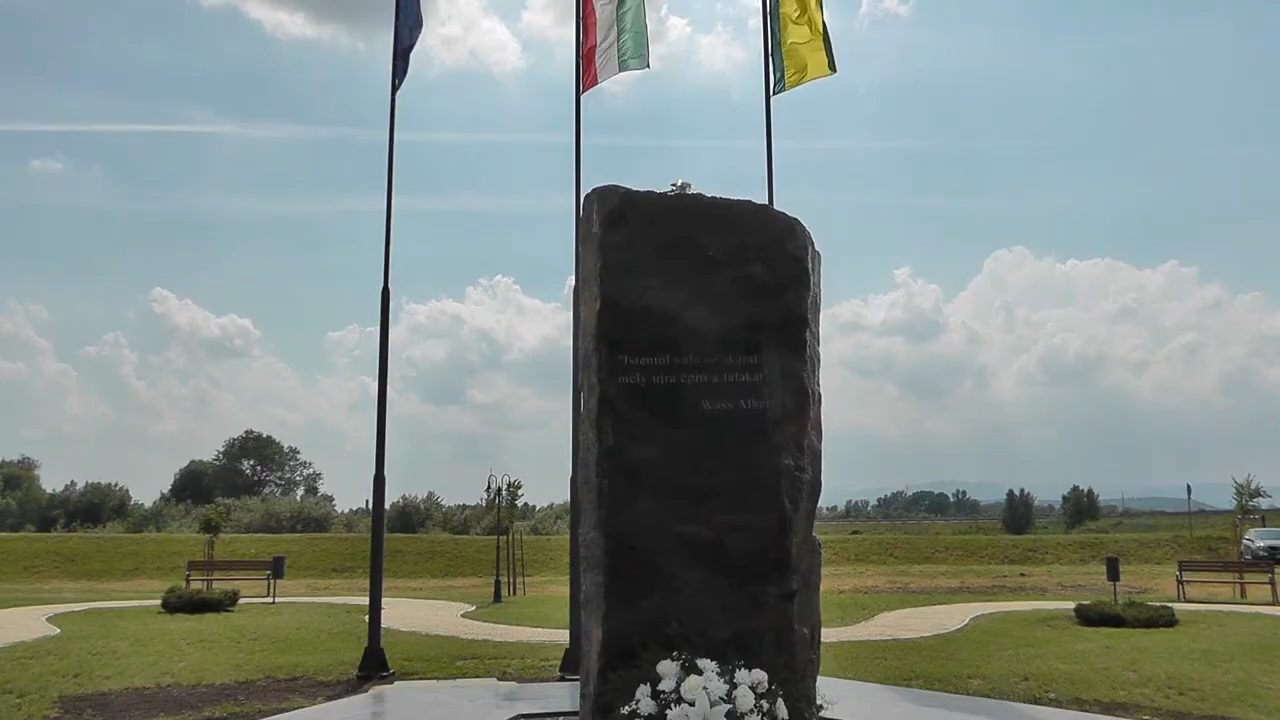 "Istentől való az akarat,
mely újra építi a falakat"
Wass Albert